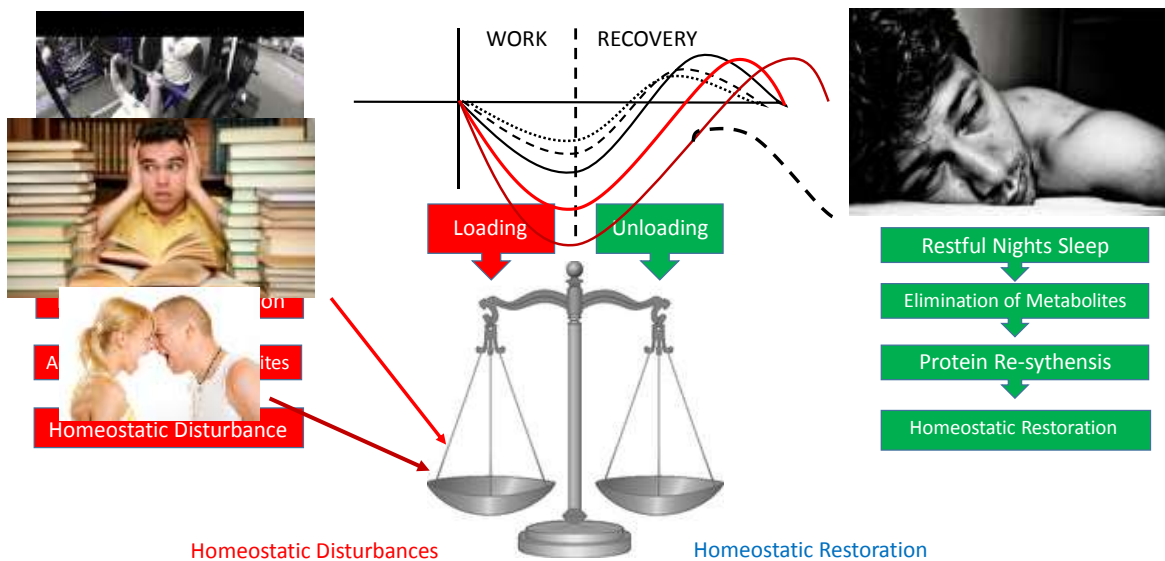 WORK
RECOVERY
Loading
Unloading
Restful Nights Sleep
Elimination of Metabolites
Protein Re-sythensis
Homeostatic Restoration
Homeostatic Disturbance
Homeostatic Disturbances
Homeostatic Restoration